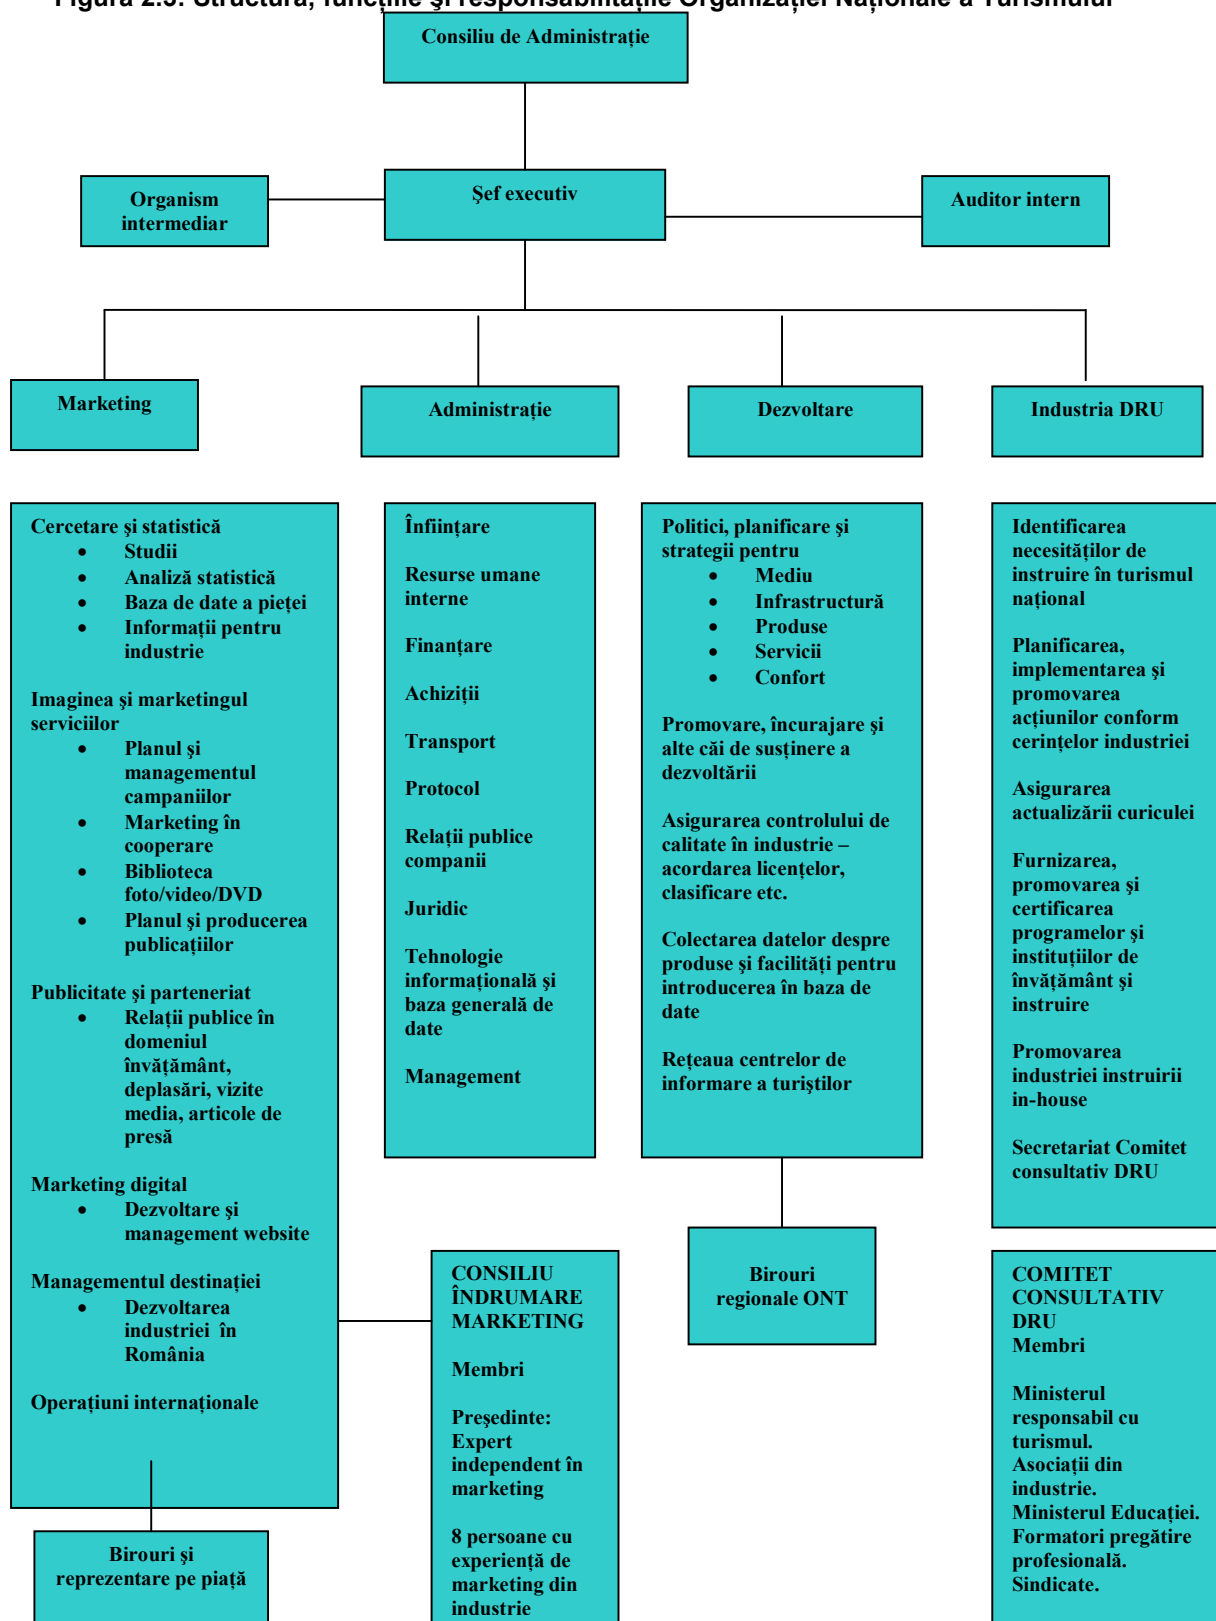 Figura 2.3: Structura, funcțiile și responsabilitățile Organizației Naționale a Turismului
Consiliu de Administrație
Organism
intermediar
Şef executiv
Auditor intern
Marketing
Administrație
Dezvoltare
Industria DRU
Cercetare şi statistică
• Studii
• Analiză statistică
• Baza de date a pieței
• Informații pentru
industrie
Imaginea şi marketingul
serviciilor
• Planul şi
managementul
campaniilor
• Marketing în
cooperare
• Biblioteca
foto/video/DVD
• Planul şi producerea
publicațiilor
Publicitate şi parteneriat
• Relații publice în
domeniul
învățământ,
deplasări, vizite
media, articole de
presă
Marketing digital
• Dezvoltare şi
management website
Managementul destinației
• Dezvoltarea
industriei în
România
Operațiuni internaționale
Înființare
Resurse umane
interne
Finanțare
Achiziții
Transport
Protocol
Relații publice
companii
Juridic
Tehnologie
informațională şi
baza generală de
date
Management
Politici, planificare şi
strategii pentru
• Mediu
• Infrastructură
• Produse
• Servicii
• Confort
Promovare, încurajare şi
alte căi de susținere a
dezvoltării
Asigurarea controlului de
calitate în industrie –
acordarea licențelor,
clasificare etc.
Colectarea datelor despre
produse şi facilități pentru
introducerea în baza de
date
Rețeaua centrelor de
informare a turiştilor
Identificarea
necesităților de
instruire în turismul
național
Planificarea,
implementarea şi
promovarea
acțiunilor conform
cerințelor industriei
Asigurarea
actualizării curiculei
Furnizarea,
promovarea şi
certificarea
programelor şi
instituțiilor de
învățământ şi
instruire
Promovarea
industriei instruirii
in-house
Secretariat Comitet
consultativ DRU
Birouri şi
reprezentare pe piață
CONSILIU
ÎNDRUMARE
MARKETING
Membri
Preşedinte:
Expert
independent în
marketing
8 persoane cu
experiență de
marketing din
industrie
Birouri
regionale ONT
COMITET
CONSULTATIV
DRU
Membri
Ministerul
responsabil cu
turismul.
Asociații din
industrie.
Ministerul Educației.
Formatori pregătire
profesională.
Sindicate.